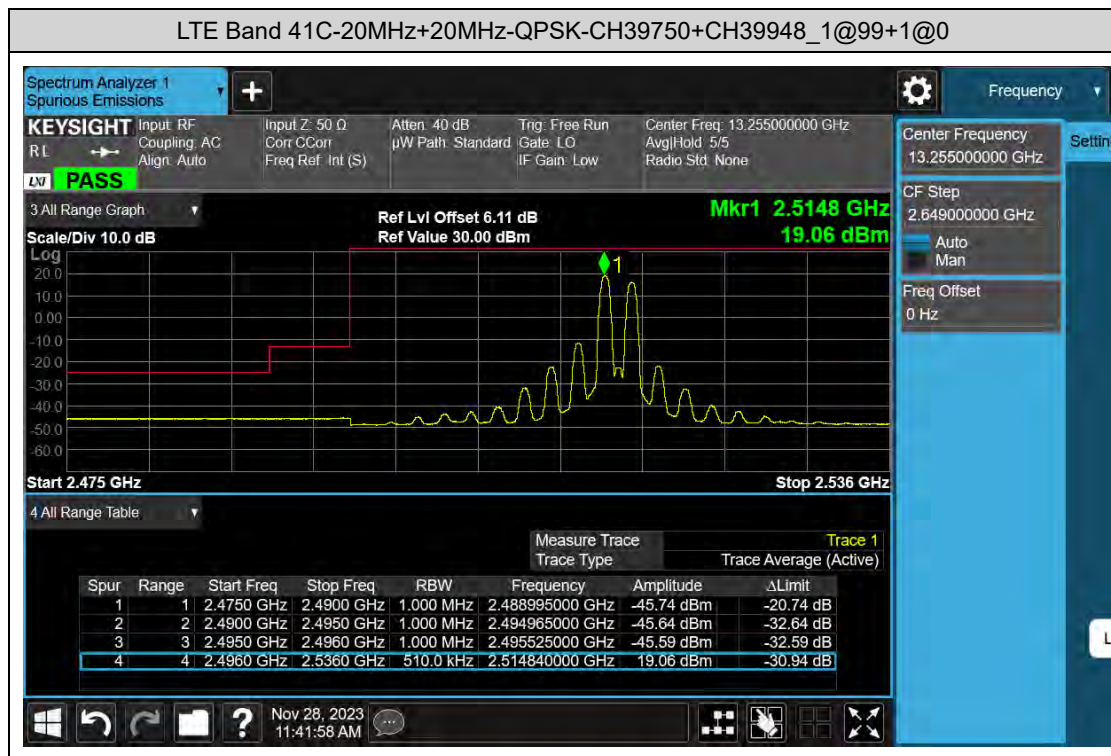 LTE Band 41C-20MHz+20MHz-QPSK-CH39750+CH39948_1@99+1@0
Spectrum Analyzer 1
Spurious Emissions
Frequency
KEYSIGHT Input: RF Input Z: 50 Ω Atten: 40 dB Trig: Free Run Center Freq: 13.255000000 GHz
RL Coupling: AC Corr CCorr µW Path: Standard Gate: LO Avg|Hold: 5/5
Align: Auto Freq Ref: Int (S) IF Gain: Low Radio Std: None
LXI PASS
Center Frequency
13.255000000 GHz
Settin
CF Step
2.649000000 GHz
Auto
Man
Freq Offset
0 Hz
3 All Range Graph
Ref Lvl Offset 6.11 dB
Mkr1 2.5148 GHz
Scale/Div 10.0 dB
Ref Value 30.00 dBm
19.06 dBm
Log
1
20.0
10.0
0.00
-10.0
-20.0
-30.0
-40.0
-50.0
-60.0
Start 2.475 GHz
Stop 2.536 GHz
4 All Range Table
Measure Trace Trace 1
Trace Type Trace Average (Active)
Spur Range Start Freq Stop Freq RBW Frequency Amplitude ΔLimit
1 1 2.4750 GHz 2.4900 GHz 1.000 MHz 2.488995000 GHz -45.74 dBm -20.74 dB
2 2 2.4900 GHz 2.4950 GHz 1.000 MHz 2.494965000 GHz -45.64 dBm -32.64 dB
3 3 2.4950 GHz 2.4960 GHz 1.000 MHz 2.495525000 GHz -45.59 dBm -32.59 dB
4 4 2.4960 GHz 2.5360 GHz 510.0 kHz 2.514840000 GHz 19.06 dBm -30.94 dB
L
?
Nov 28, 2023
11:41:58 AM